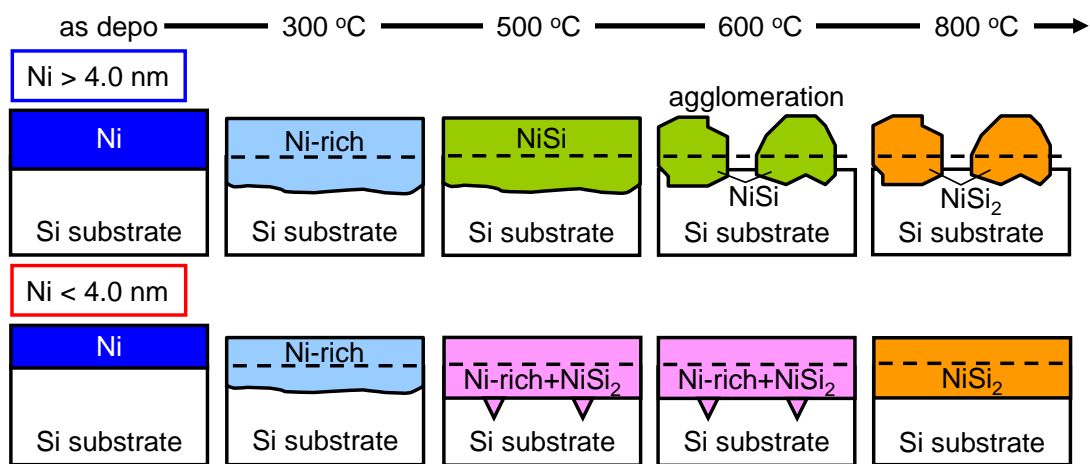 as depo 300 °C 500 °C 600 °C 800 °C
Ni > 4.0 nm
agglomeration
Ni Ni-rich NiSi
NiSi NiSi₂
Si substrate Si substrate Si substrate Si substrate Si substrate
Ni < 4.0 nm
Ni Ni-rich Ni-rich+NiSi₂ Ni-rich+NiSi₂ NiSi₂
Si substrate Si substrate Si substrate Si substrate Si substrate